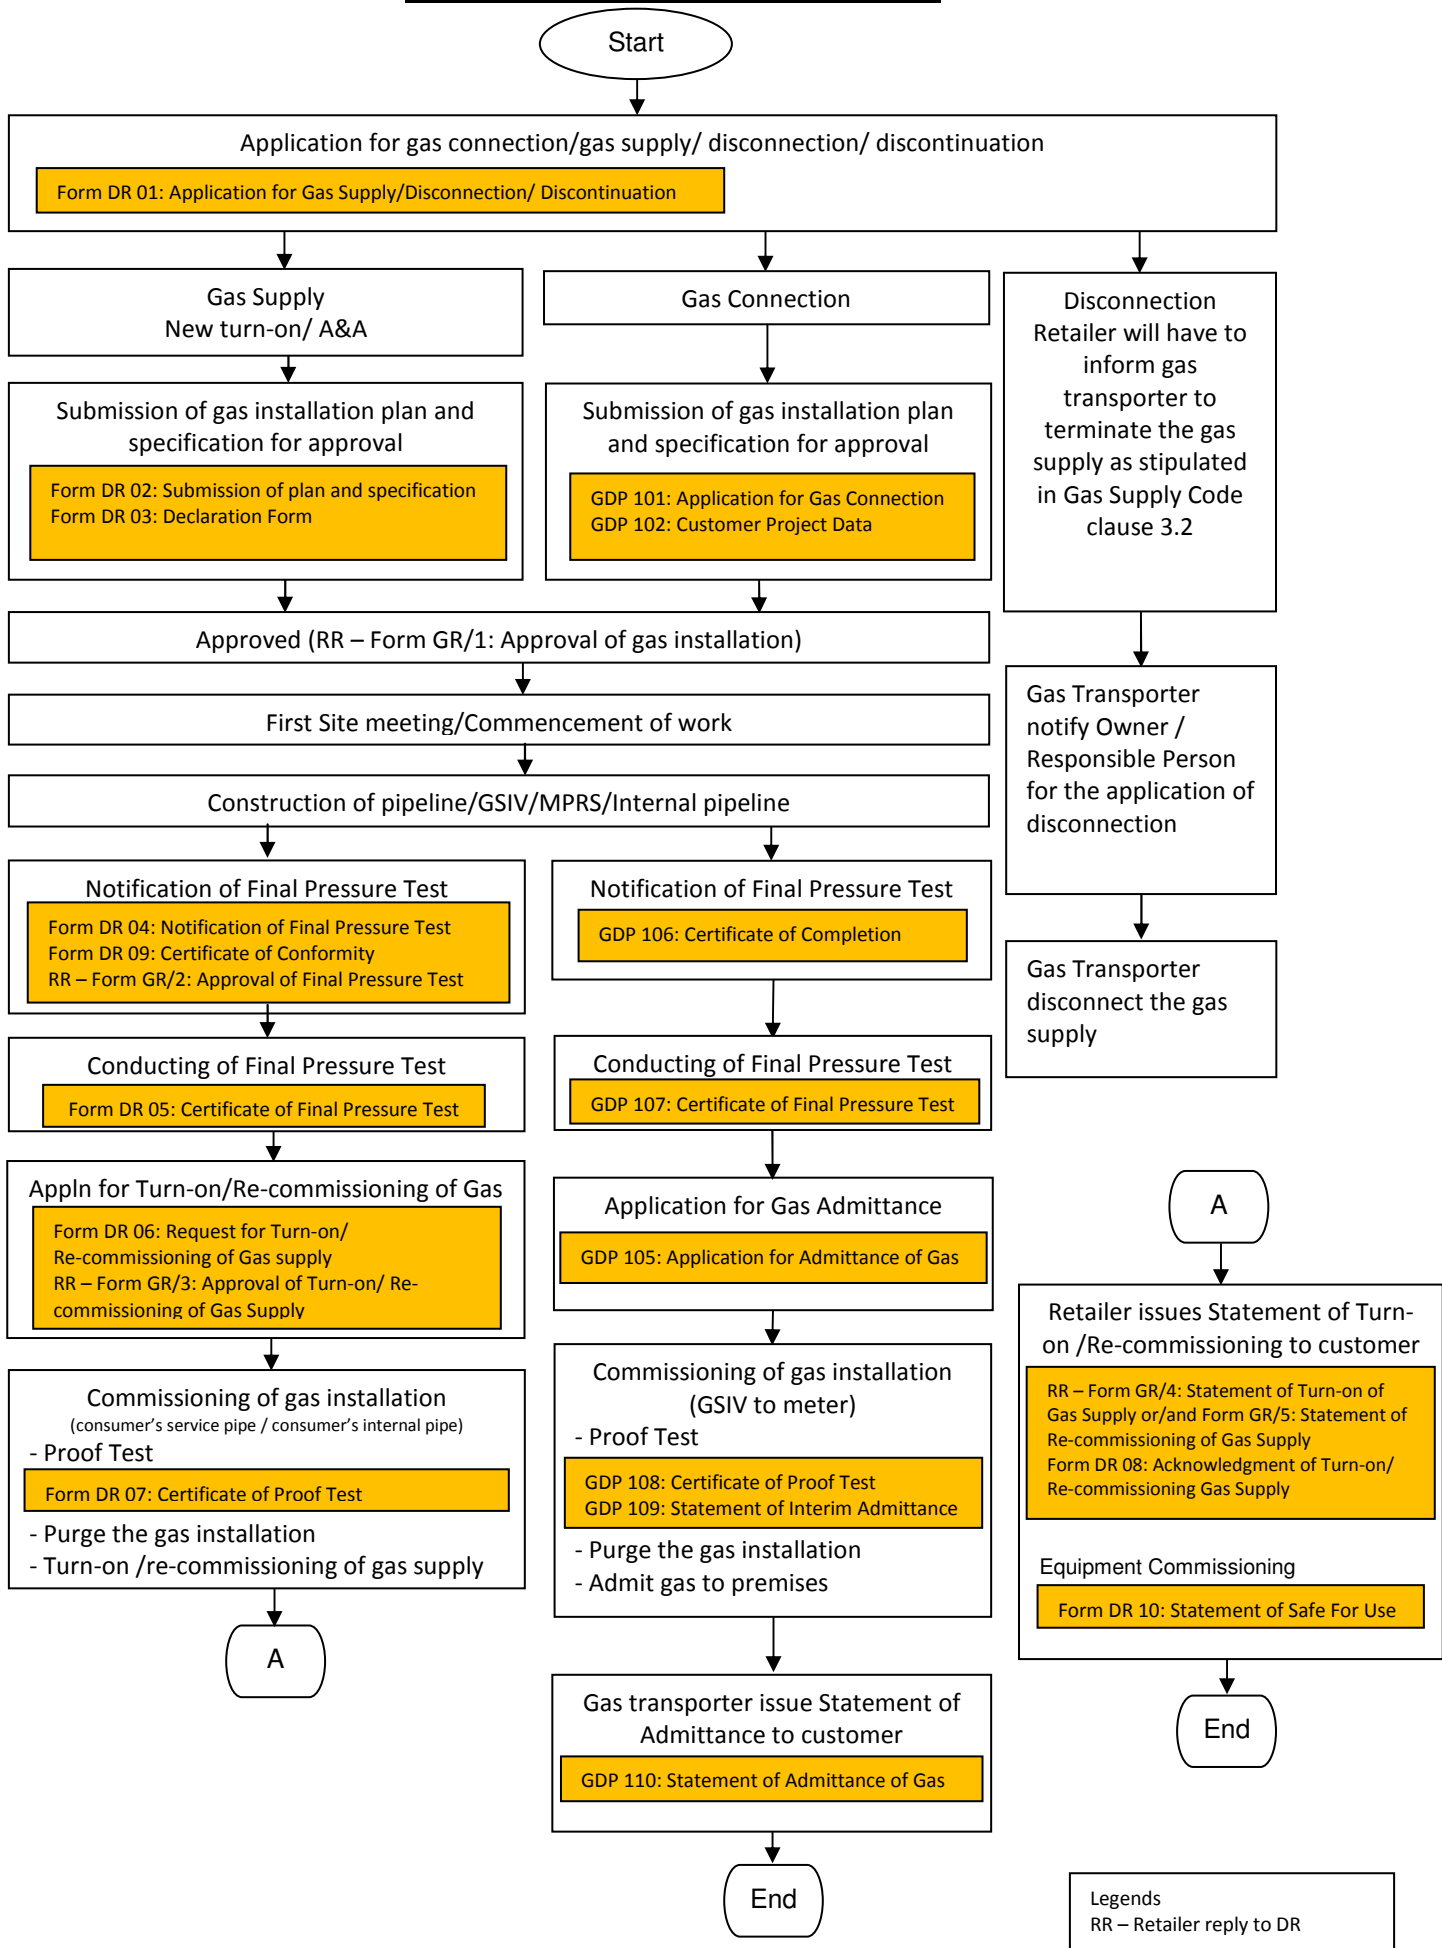 Start
Application for gas connection/gas supply/ disconnection/ discontinuation
Form DR 01: Application for Gas Supply/Disconnection/ Discontinuation
Gas Supply
New turn-on/ A&A
Gas Connection
Disconnection
Retailer will have to
inform gas
transporter to
terminate the gas
supply as stipulated
in Gas Supply Code
clause 3.2
Submission of gas installation plan and
specification for approval
Form DR 02: Submission of plan and specification
Form DR 03: Declaration Form
Submission of gas installation plan
and specification for approval
GDP 101: Application for Gas Connection
GDP 102: Customer Project Data
Approved (RR – Form GR/1: Approval of gas installation)
First Site meeting/Commencement of work
Construction of pipeline/GSIV/MPRS/Internal pipeline
Gas Transporter
notify Owner /
Responsible Person
for the application of
disconnection
Gas Transporter
disconnect the gas
supply
Notification of Final Pressure Test
Form DR 04: Notification of Final Pressure Test
Form DR 09: Certificate of Conformity
RR – Form GR/2: Approval of Final Pressure Test
Notification of Final Pressure Test
GDP 106: Certificate of Completion
Conducting of Final Pressure Test
Form DR 05: Certificate of Final Pressure Test
Conducting of Final Pressure Test
GDP 107: Certificate of Final Pressure Test
Appln for Turn-on/Re-commissioning of Gas
Form DR 06: Request for Turn-on/
Re-commissioning of Gas supply
RR – Form GR/3: Approval of Turn-on/ Re-
commissioning of Gas Supply
Application for Gas Admittance
GDP 105: Application for Admittance of Gas
Commissioning of gas installation
(consumer's service pipe / consumer's internal pipe)
- Proof Test
Form DR 07: Certificate of Proof Test
- Purge the gas installation
- Turn-on /re-commissioning of gas supply
A
Commissioning of gas installation
(GSIV to meter)
- Proof Test
GDP 108: Certificate of Proof Test
GDP 109: Statement of Interim Admittance
- Purge the gas installation
- Admit gas to premises
Gas transporter issue Statement of
Admittance to customer
GDP 110: Statement of Admittance of Gas
End
A
Retailer issues Statement of Turn-
on /Re-commissioning to customer
RR – Form GR/4: Statement of Turn-on of
Gas Supply or/and Form GR/5: Statement of
Re-commissioning of Gas Supply
Form DR 08: Acknowledgment of Turn-on/
Re-commissioning Gas Supply
Equipment Commissioning
Form DR 10: Statement of Safe For Use
End
Legends
RR – Retailer reply to DR